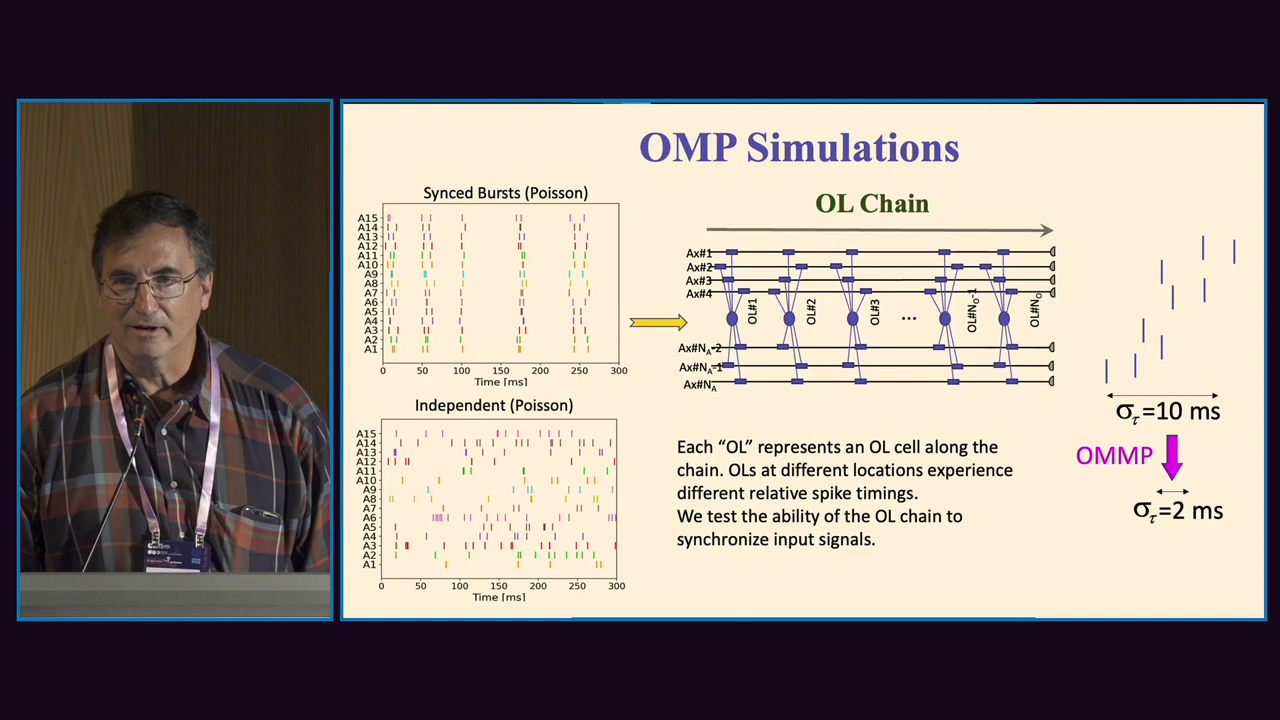 OMP Simulations
Synced Bursts (Poisson)
A15
A14
A13
A12
A11
A10
A9
A8
A7
A6
A5
A4
A3
A2
A1
0 50 100 150 200 250 300
Time [ms]
Independent (Poisson)
A15
A14
A13
A12
A11
A10
A9
A8
A7
A6
A5
A4
A3
A2
A1
0 50 100 150 200 250 300
Time [ms]
OL Chain
Ax#1
Ax#2
Ax#3
Ax#4
OL#1
OL#2
OL#3
...
OL#N_O-1
OL#N_O
Ax#N_A-2
Ax#N_A-1
Ax#N_A
Each “OL” represents an OL cell along the
chain. OLs at different locations experience
different relative spike timings.
We test the ability of the OL chain to
synchronize input signals.
σ_τ=10 ms
OMMP
σ_τ=2 ms